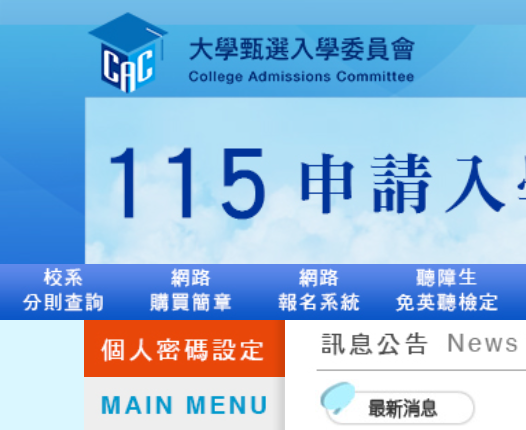 CAC
大學甄選入學委員會
College Admissions Committee
115 申請入
校系 網路 網路 聽障生
分則查詢 購買簡章 報名系統 免英聽檢定
個人密碼設定
訊息公告 News
MAIN MENU
最新消息